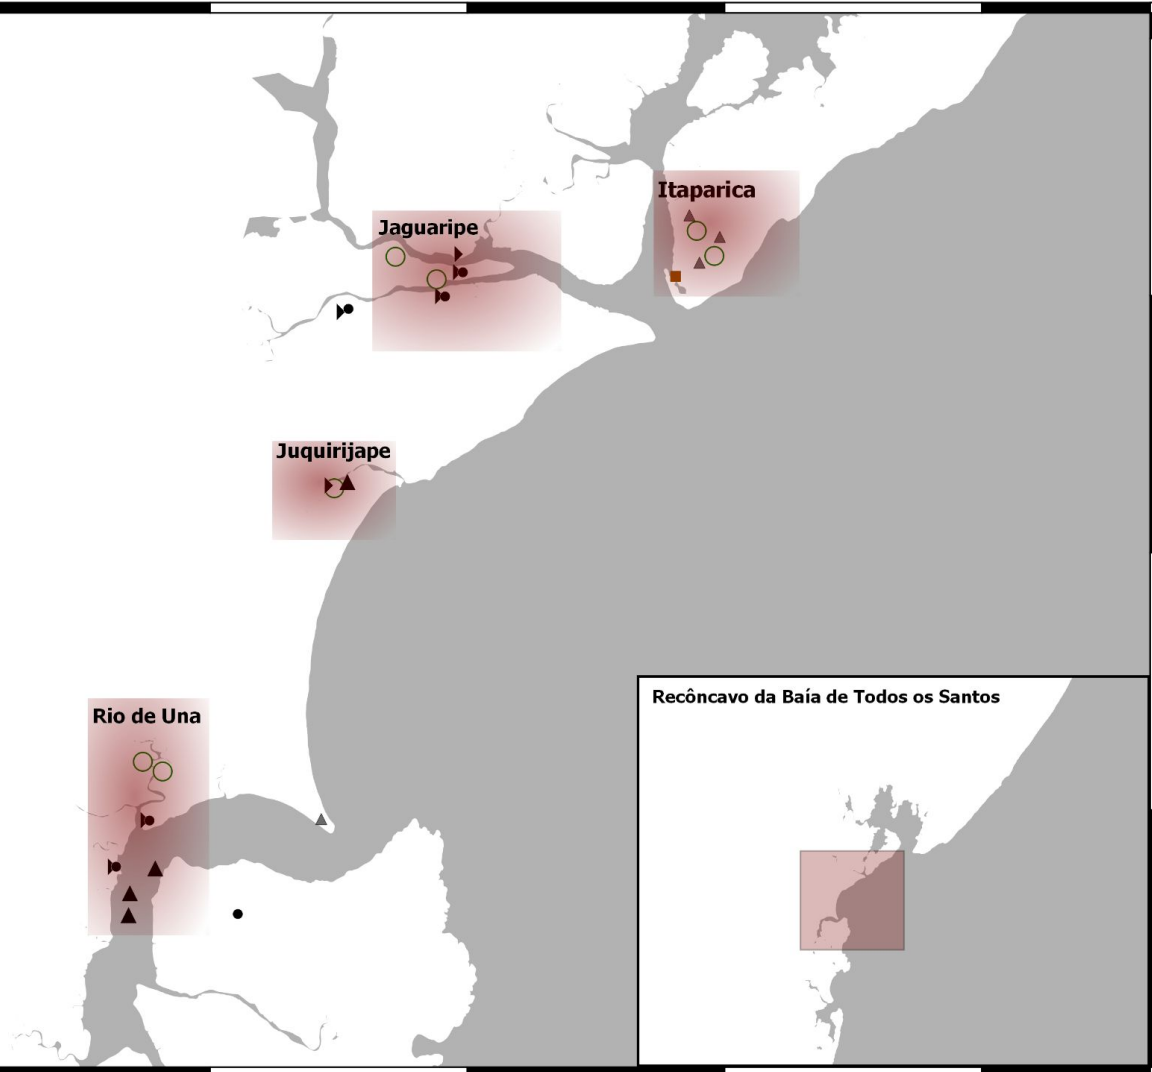 Itaparica
Jaguaripe
Juquirijape
Rio de Una
Recôncavo da Baía de Todos os Santos